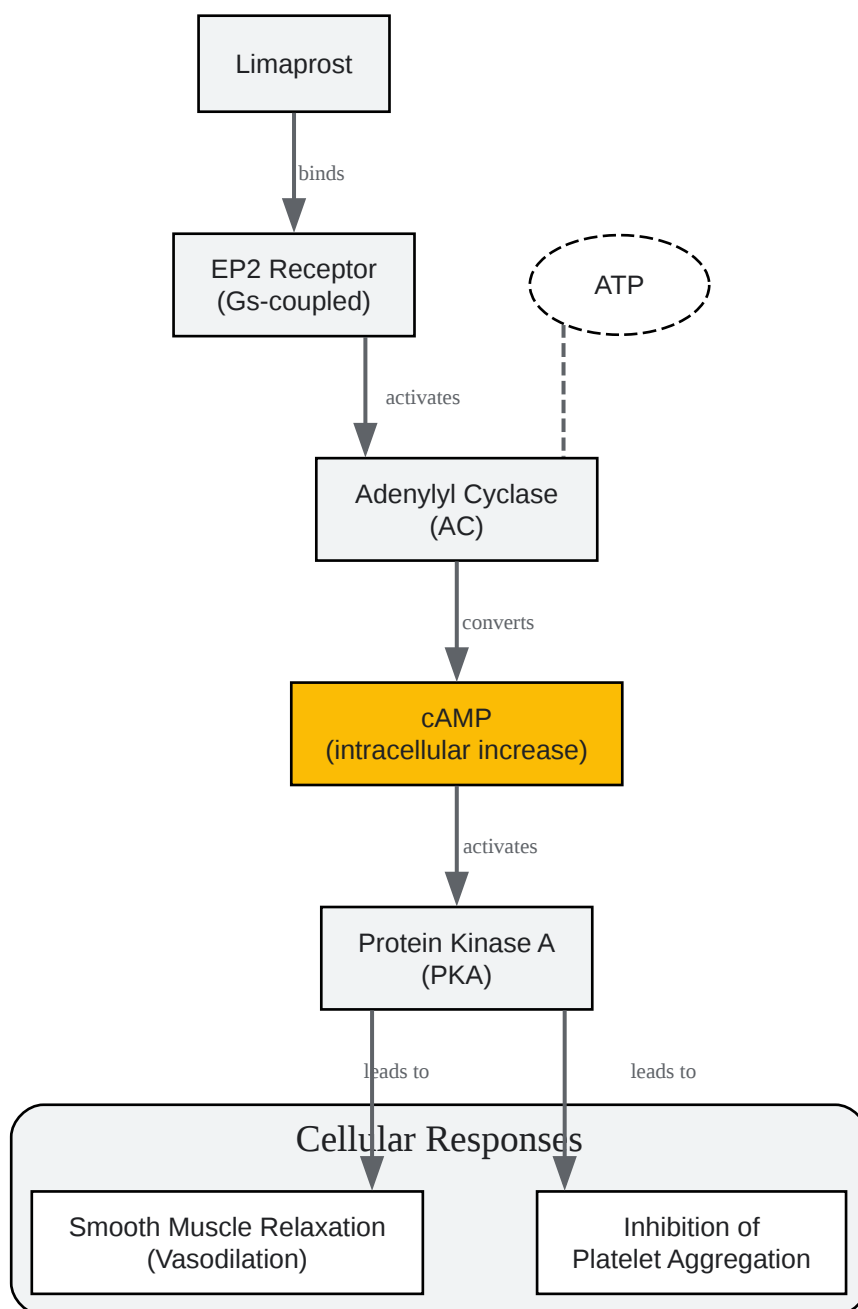 Limaprost
binds
EP2 Receptor
(Gs-coupled)
ATP
activates
Adenylyl Cyclase
(AC)
converts
cAMP
(intracellular increase)
activates
Protein Kinase A
(PKA)
leads to
leads to
Cellular Responses
Smooth Muscle Relaxation
(Vasodilation)
Inhibition of
Platelet Aggregation